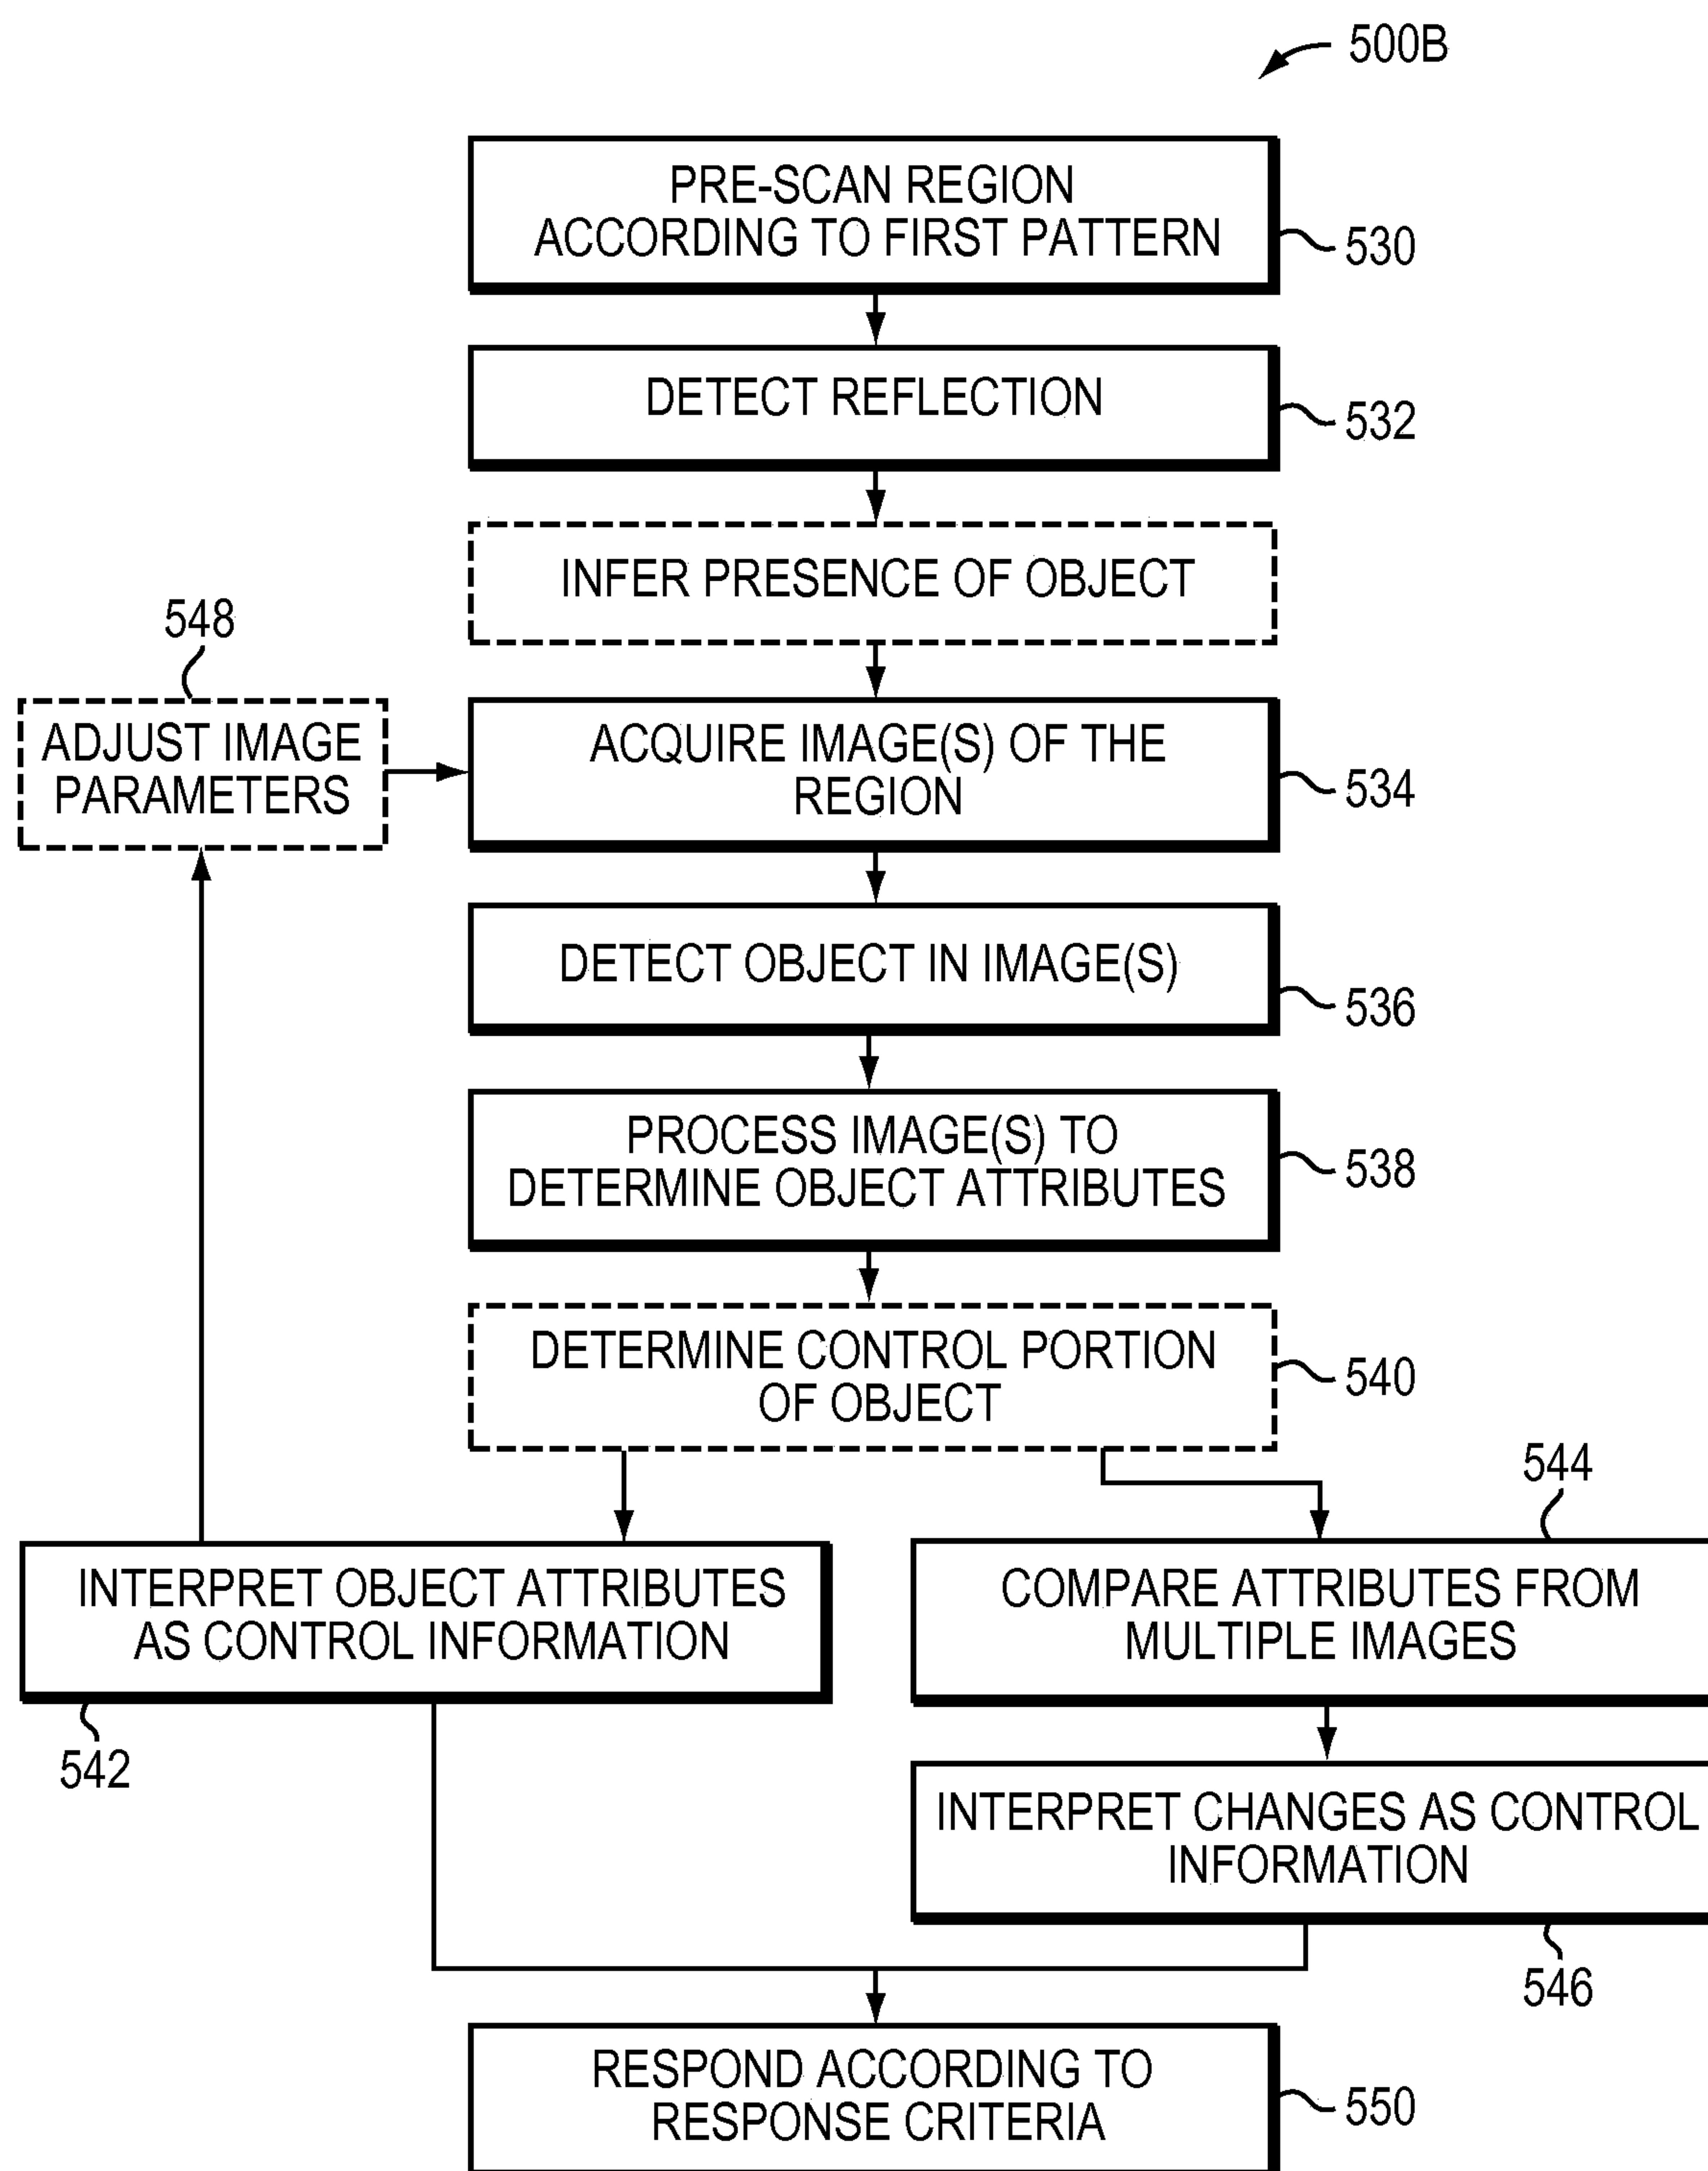 500B
PRE-SCAN REGION
ACCORDING TO FIRST PATTERN
530
DETECT REFLECTION
532
INFER PRESENCE OF OBJECT
548
ADJUST IMAGE
PARAMETERS
ACQUIRE IMAGE(S) OF THE
REGION
534
DETECT OBJECT IN IMAGE(S)
536
PROCESS IMAGE(S) TO
DETERMINE OBJECT ATTRIBUTES
538
DETERMINE CONTROL PORTION
OF OBJECT
540
INTERPRET OBJECT ATTRIBUTES
AS CONTROL INFORMATION
542
544
COMPARE ATTRIBUTES FROM
MULTIPLE IMAGES
INTERPRET CHANGES AS CONTROL
INFORMATION
546
RESPOND ACCORDING TO
RESPONSE CRITERIA
550